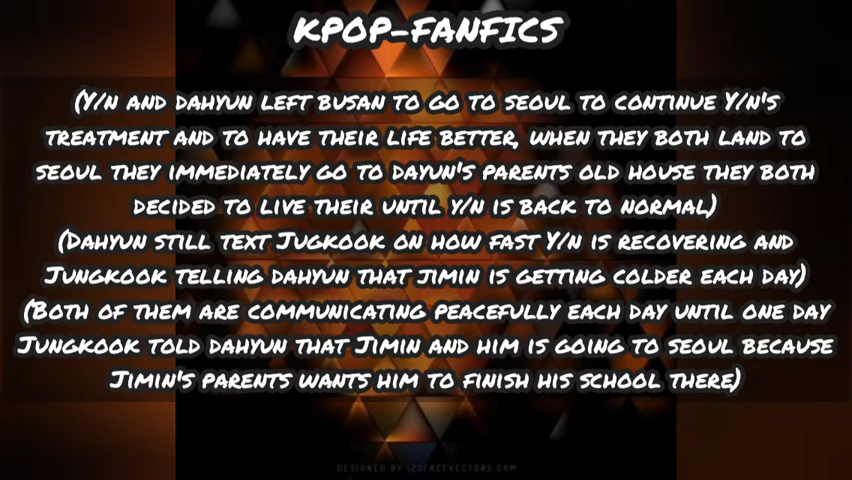 KPOP-FANFICS
(Y/N AND DAHYUN LEFT BUSAN TO GO TO SEOUL TO CONTINUE Y/N'S
TREATMENT AND TO HAVE THEIR LIFE BETTER, WHEN THEY BOTH LAND TO
SEOUL THEY IMMEDIATELY GO TO DAYUN'S PARENTS OLD HOUSE THEY BOTH
DECIDED TO LIVE THEIR UNTIL Y/N IS BACK TO NORMAL)
(DAHYUN STILL TEXT JUGKOOK ON HOW FAST Y/N IS RECOVERING AND
JUNGKOOK TELLING DAHYUN THAT JIMIN IS GETTING COLDER EACH DAY)
(BOTH OF THEM ARE COMMUNICATING PEACEFULLY EACH DAY UNTIL ONE DAY
JUNGKOOK TOLD DAHYUN THAT JIMIN AND HIM IS GOING TO SEOUL BECAUSE
JIMIN'S PARENTS WANTS HIM TO FINISH HIS SCHOOL THERE)
DESIGNED BY 123FREEVECTORS.COM